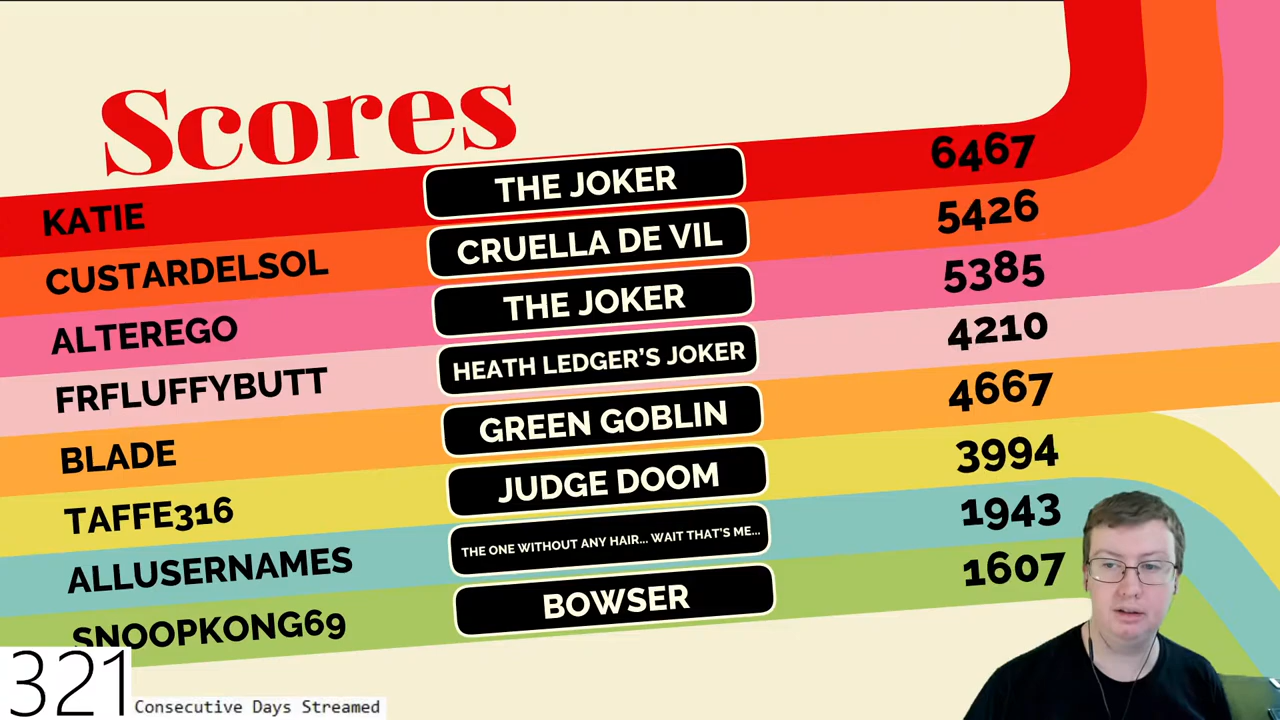 Scores
KATIE THE JOKER 6467
CUSTARDELSOL CRUELLA DE VIL 5426
ALTEREGO THE JOKER 5385
FRFLUFFYBUTT HEATH LEDGER'S JOKER 4210
BLADE GREEN GOBLIN 4667
TAFFE316 JUDGE DOOM 3994
ALLUSERNAMES THE ONE WITHOUT ANY HAIR... WAIT THAT'S ME... 1943
SNOOPKONG69 BOWSER 1607
321 Consecutive Days Streamed